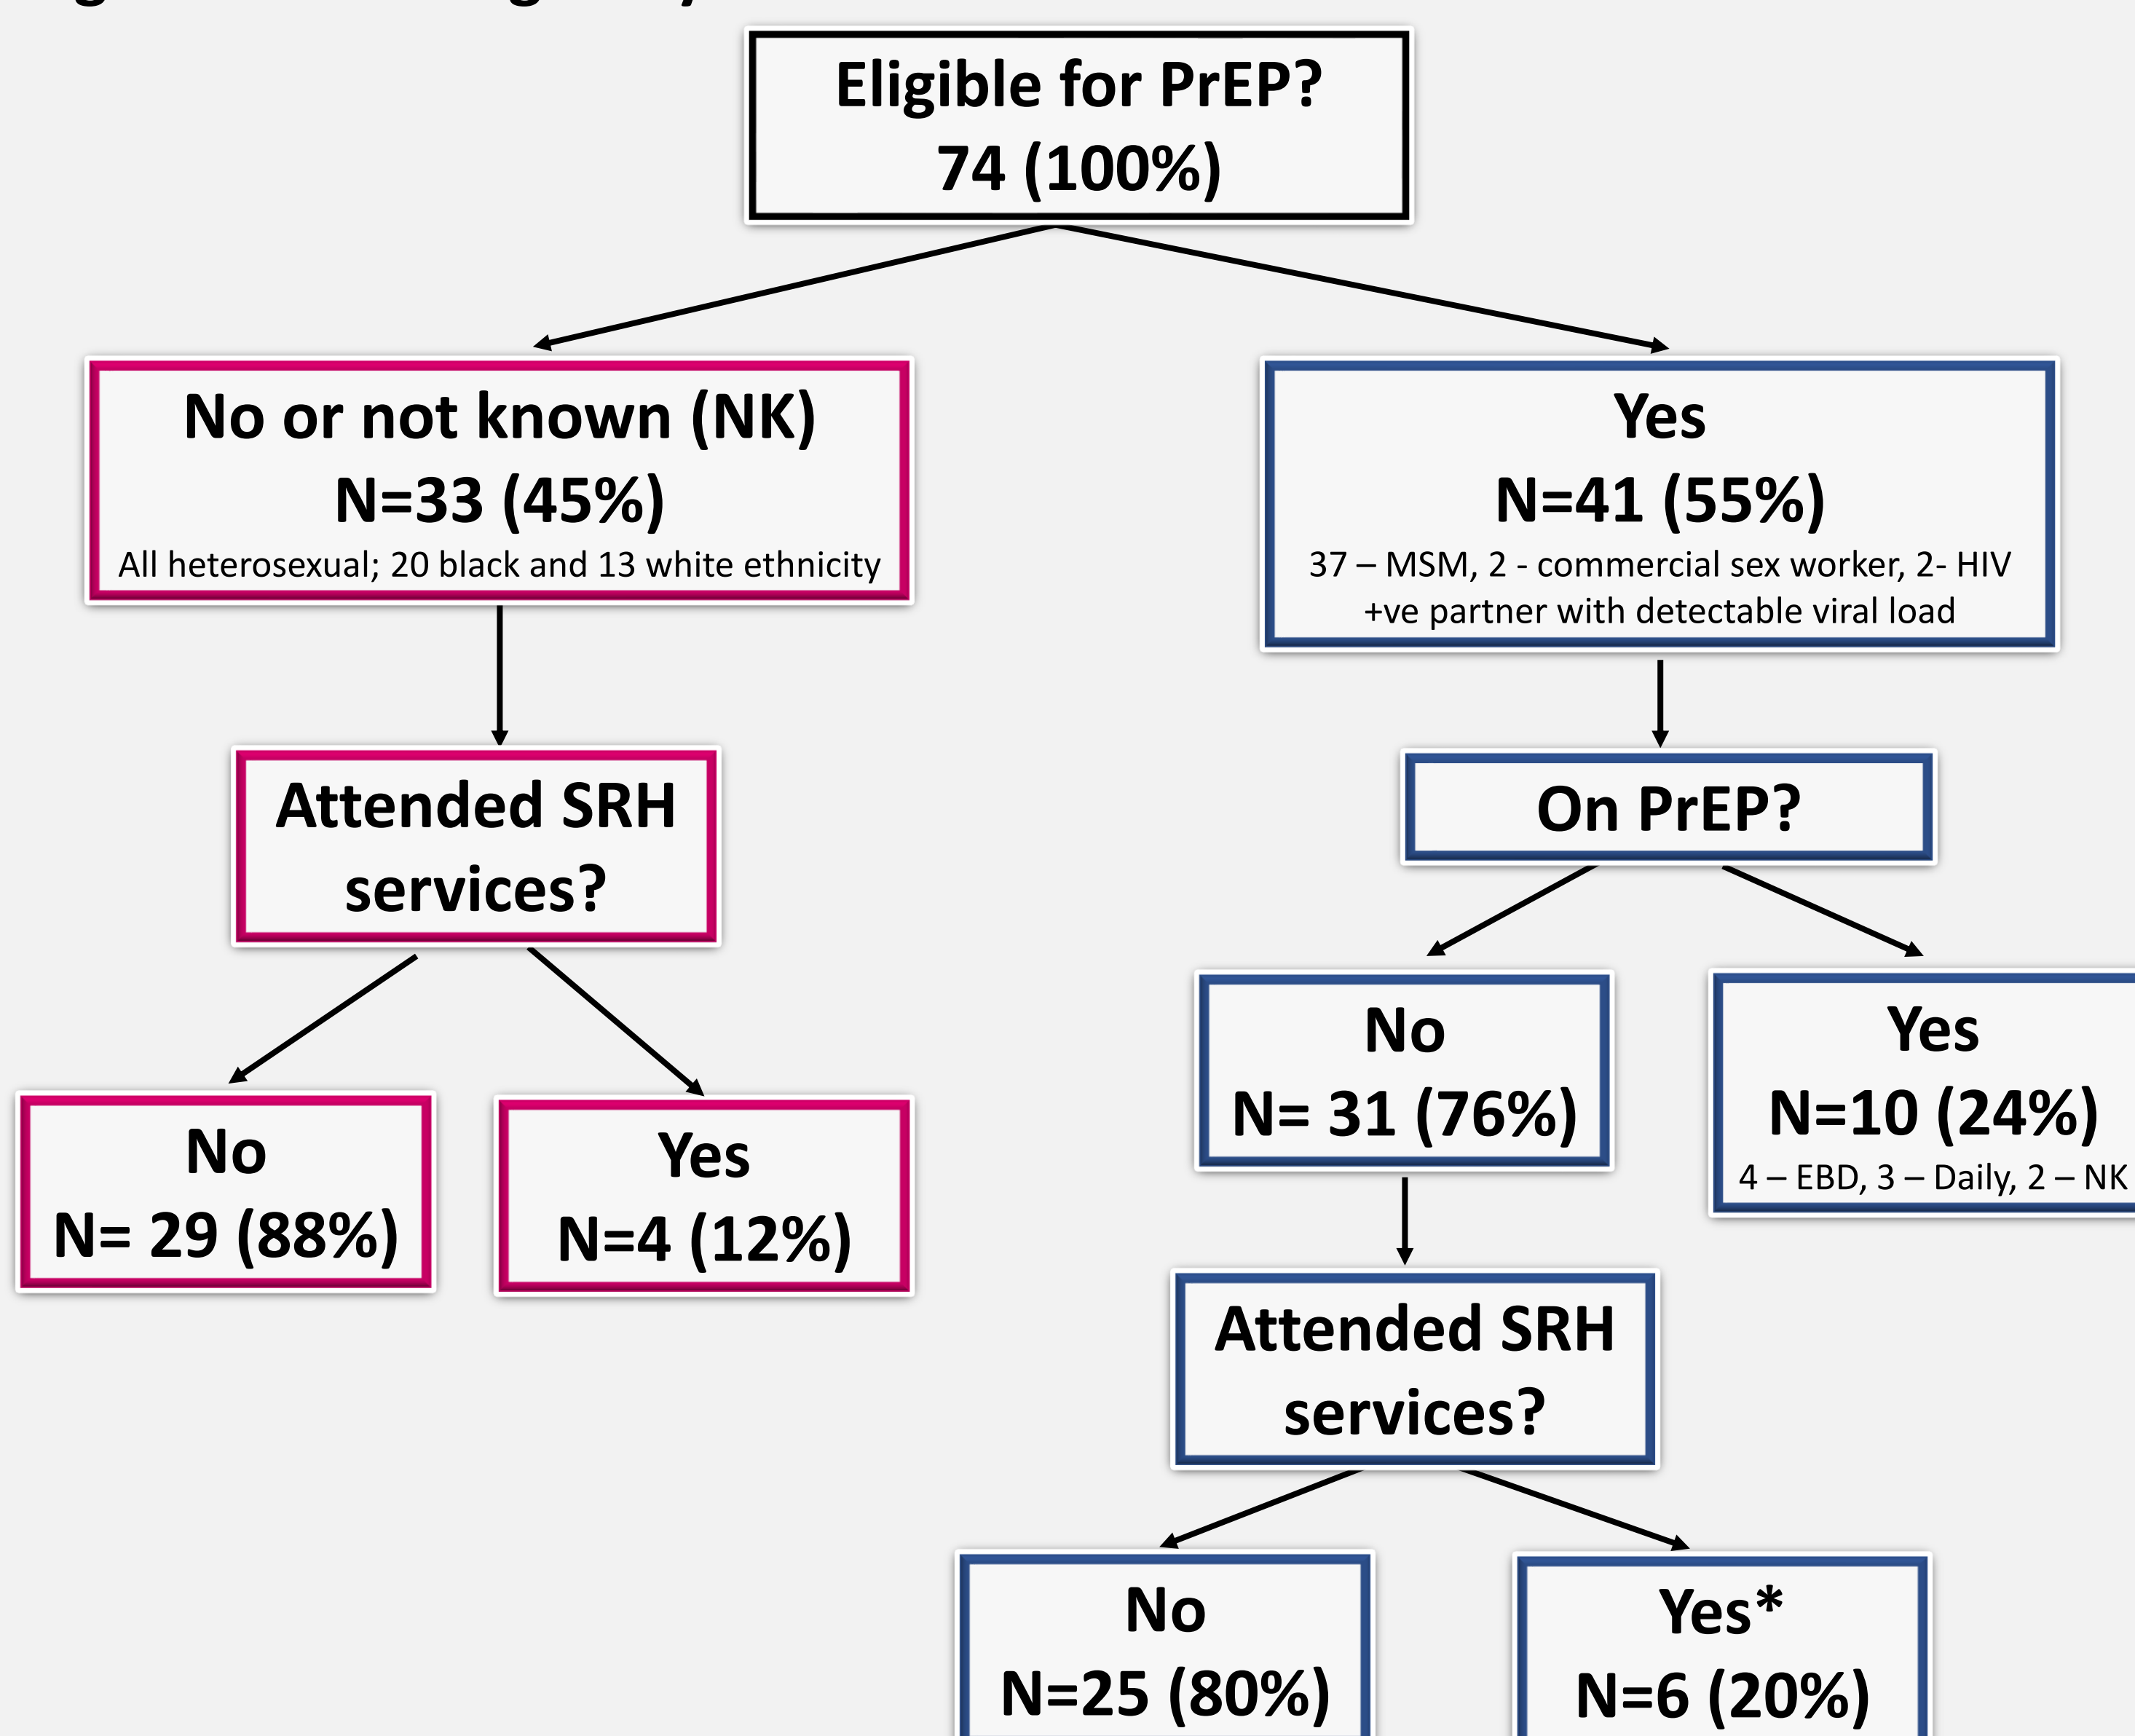 Eligible for PrEP?
74 (100%)
No or not known (NK)
N=33 (45%)
All heterosexual; 20 black and 13 white ethnicity
Yes
N=41 (55%)
37 – MSM, 2 - commercial sex worker, 2- HIV
+ve partner with detectable viral load
Attended SRH
services?
On PrEP?
No
N= 29 (88%)
Yes
N=4 (12%)
No
N= 31 (76%)
Yes
N=10 (24%)
4 – EBD, 3 – Daily, 2 – NK
Attended SRH
services?
No
N=25 (80%)
Yes*
N=6 (20%)